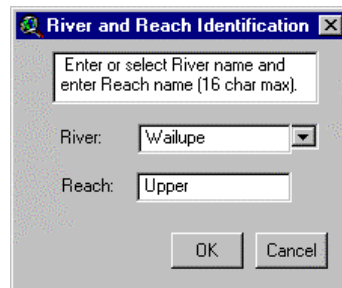 River and Reach Identification
Enter or select River name and
enter Reach name (16 char max).
River: Wailupe
Reach: Upper
OK Cancel